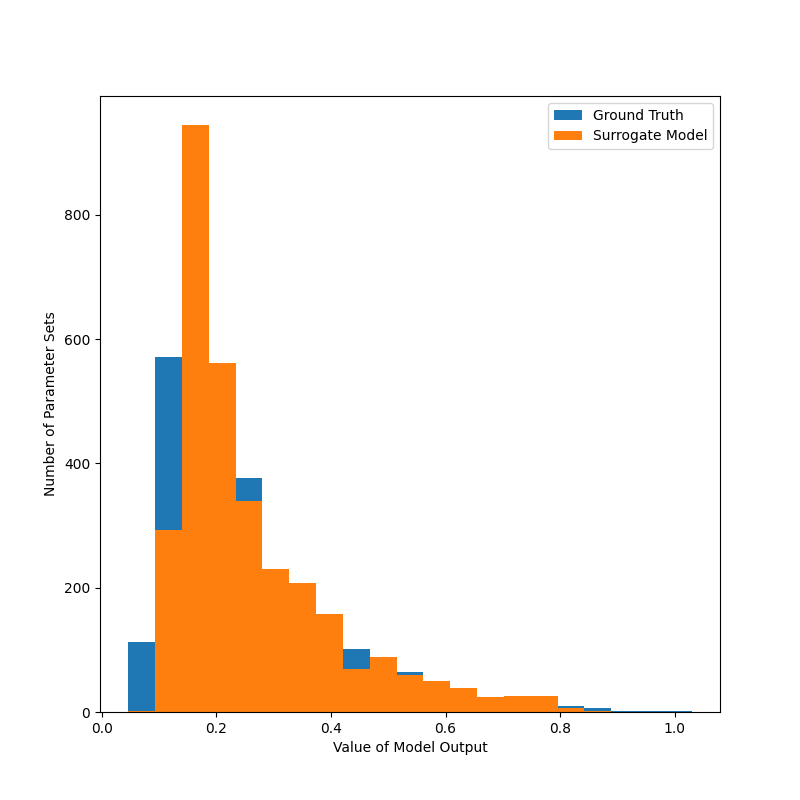 Ground Truth
Surrogate Model
Number of Parameter Sets
800
600
400
200
0
0.0 0.2 0.4 0.6 0.8 1.0
Value of Model Output